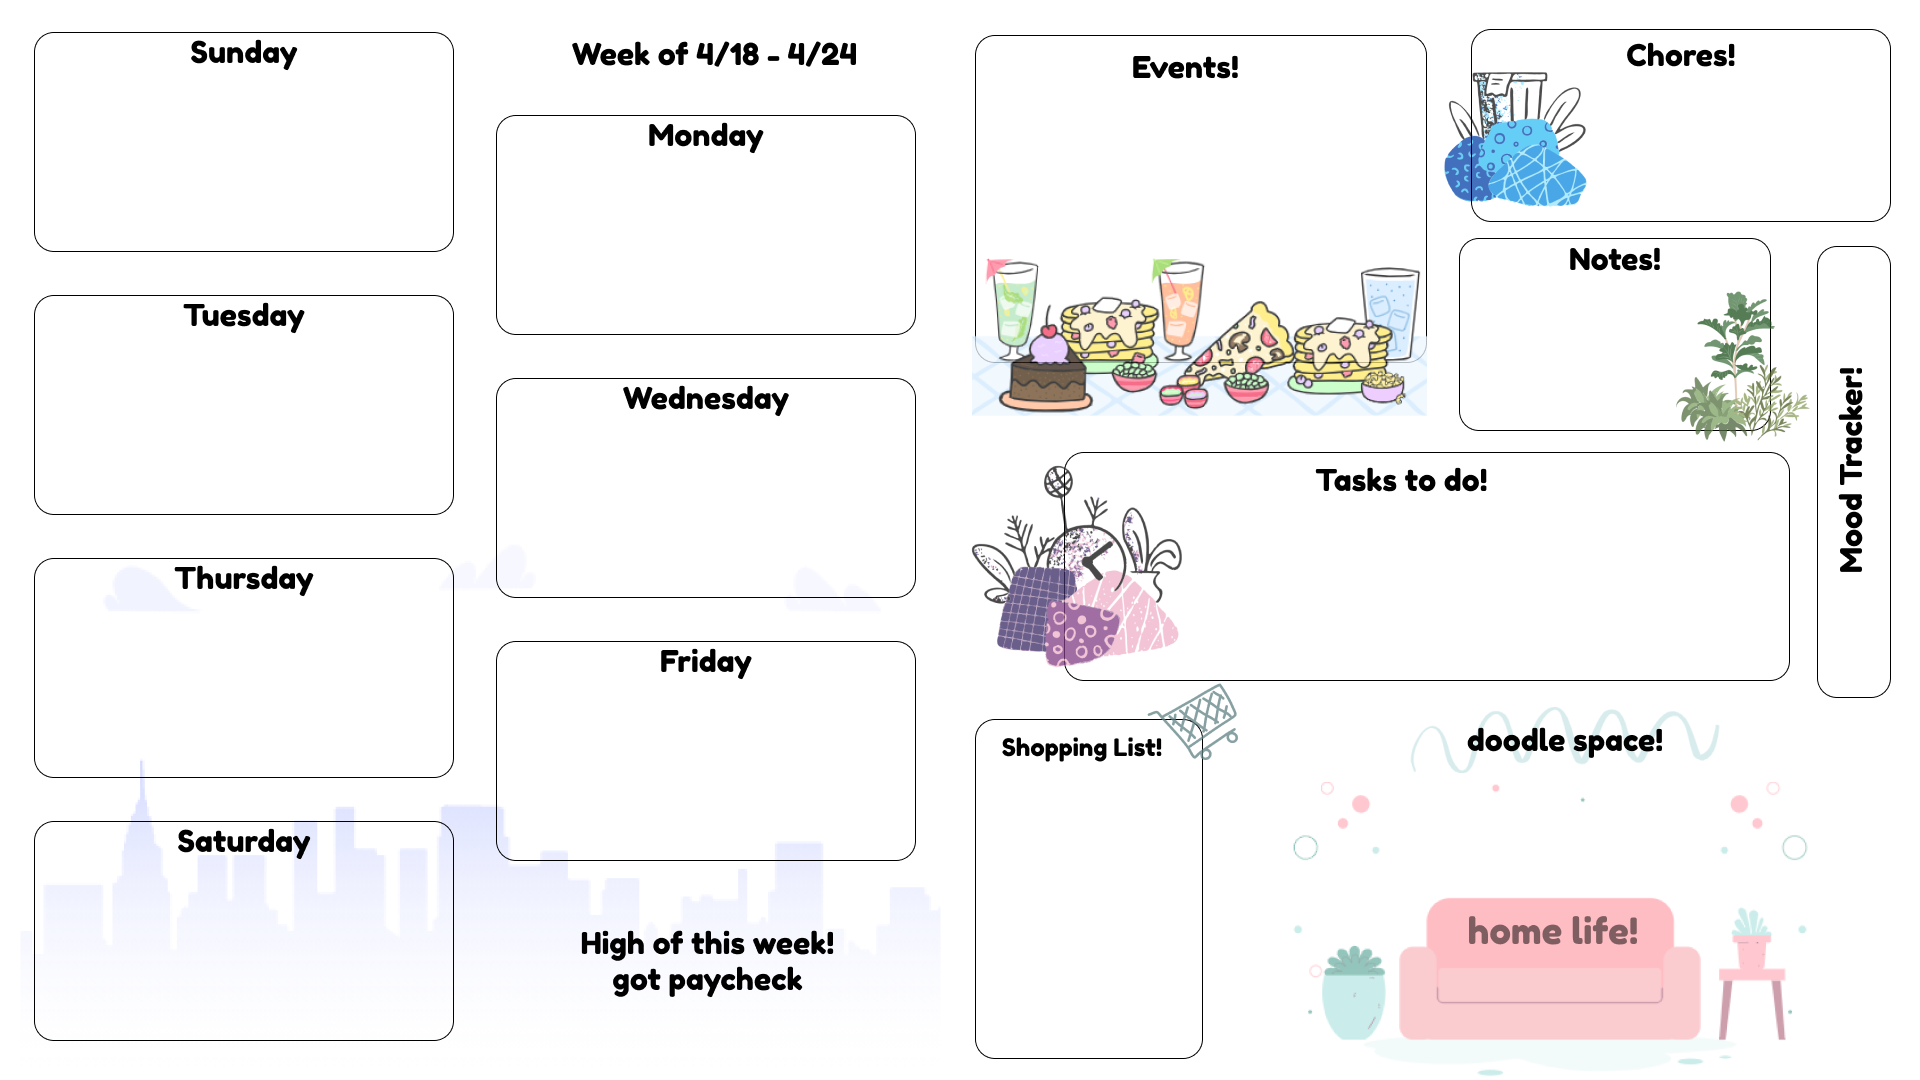 Sunday
Week of 4/18 - 4/24
Monday
Tuesday
Wednesday
Thursday
Friday
Saturday
High of this week!
got paycheck
Events!
Chores!
Notes!
Mood Tracker!
Tasks to do!
Shopping List!
doodle space!
home life!